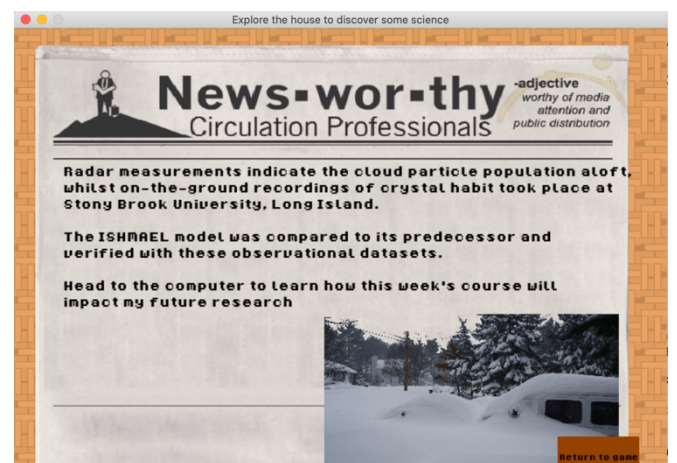 Explore the house to discover some science
News▪wor▪thy
Circulation Professionals
-adjective
worthy of media
attention and
public distribution
Radar measurements indicate the cloud particle population aloft,
whilst on-the-ground recordings of crystal habit took place at
Stony Brook University, Long Island.
The ISHMAEL model was compared to its predecessor and
verified with these observational datasets.
Head to the computer to learn how this week's course will
impact my future research
Return to game